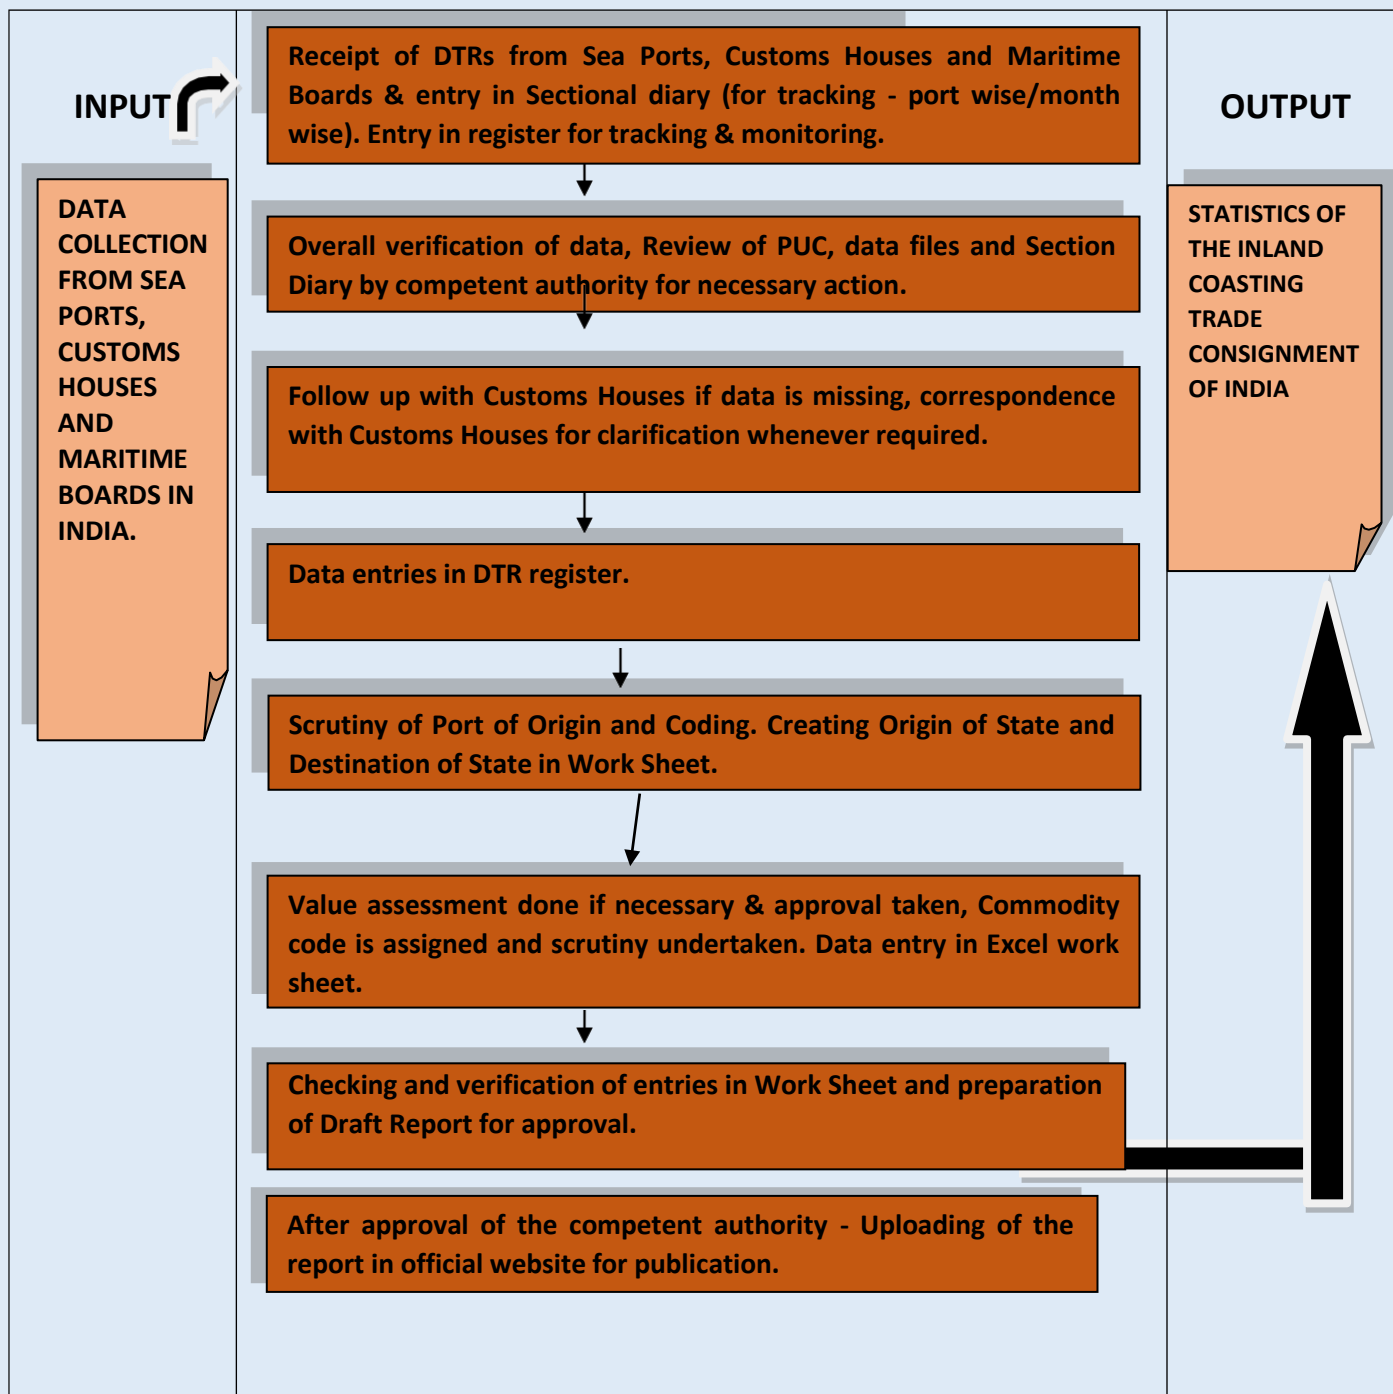 INPUT
DATA
COLLECTION
FROM SEA
PORTS,
CUSTOMS
HOUSES
AND
MARITIME
BOARDS IN
INDIA.
Receipt of DTRs from Sea Ports, Customs Houses and Maritime
Boards & entry in Sectional diary (for tracking - port wise/month
wise). Entry in register for tracking & monitoring.
Overall verification of data, Review of PUC, data files and Section
Diary by competent authority for necessary action.
Follow up with Customs Houses if data is missing, correspondence
with Customs Houses for clarification whenever required.
Data entries in DTR register.
Scrutiny of Port of Origin and Coding. Creating Origin of State and
Destination of State in Work Sheet.
Value assessment done if necessary & approval taken, Commodity
code is assigned and scrutiny undertaken. Data entry in Excel work
sheet.
Checking and verification of entries in Work Sheet and preparation
of Draft Report for approval.
After approval of the competent authority - Uploading of the
report in official website for publication.
OUTPUT
STATISTICS OF
THE INLAND
COASTING
TRADE
CONSIGNMENT
OF INDIA